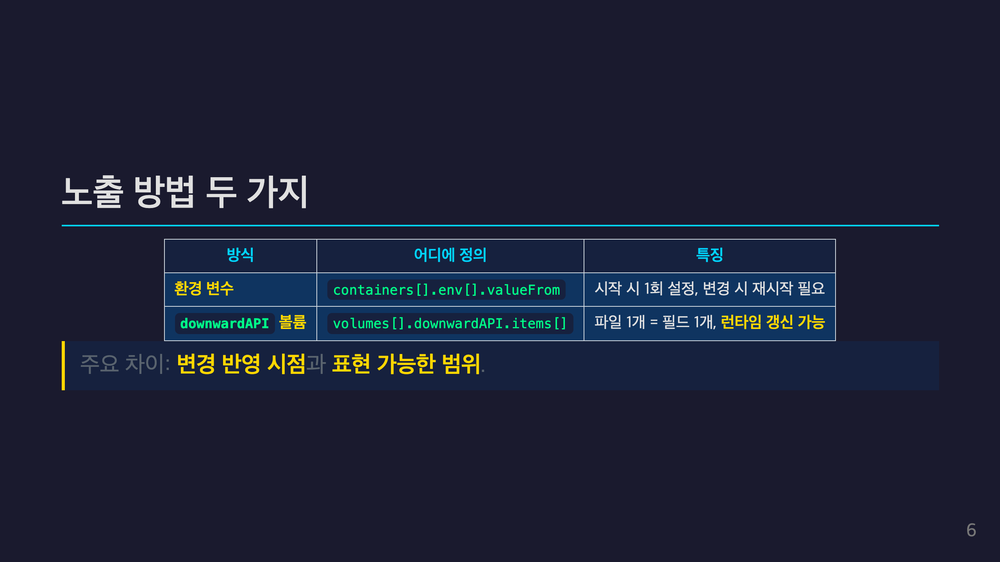 노출 방법 두 가지
방식 어디에 정의 특징
환경 변수 containers[].env[].valueFrom 시작 시 1회 설정, 변경 시 재시작 필요
downwardAPI 볼륨 volumes[].downwardAPI.items[] 파일 1개 = 필드 1개, 런타임 갱신 가능
주요 차이: 변경 반영 시점과 표현 가능한 범위.
6